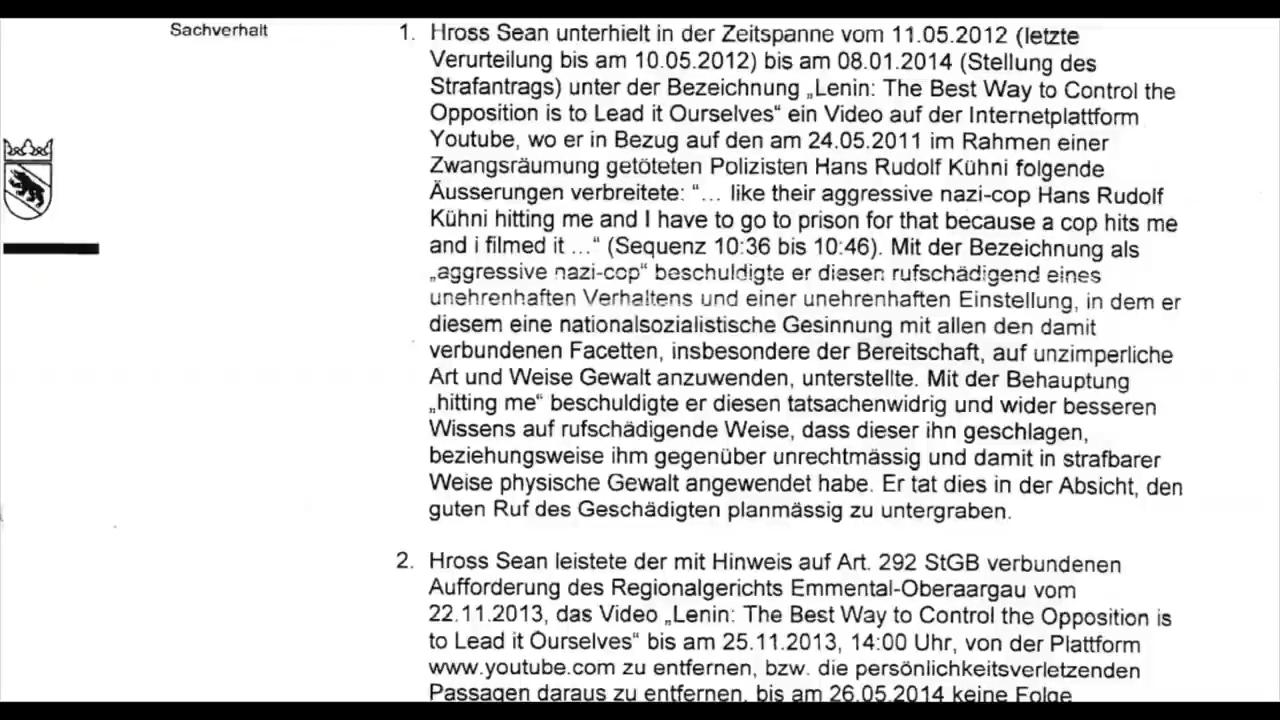 Sachverhalt
1. Hross Sean unterhielt in der Zeitspanne vom 11.05.2012 (letzte
Verurteilung bis am 10.05.2012) bis am 08.01.2014 (Stellung des
Strafantrags) unter der Bezeichnung „Lenin: The Best Way to Control the
Opposition is to Lead it Ourselves“ ein Video auf der Internetplattform
Youtube, wo er in Bezug auf den am 24.05.2011 im Rahmen einer
Zwangsräumung getöteten Polizisten Hans Rudolf Kühni folgende
Äusserungen verbreitete: “... like their aggressive nazi-cop Hans Rudolf
Kühni hitting me and I have to go to prison for that because a cop hits me
and i filmed it ...“ (Sequenz 10:36 bis 10:46). Mit der Bezeichnung als
„aggressive nazi-cop“ beschuldigte er diesen rufschädigend eines
unehrenhaften Verhaltens und einer unehrenhaften Einstellung, in dem er
diesem eine nationalsozialistische Gesinnung mit allen den damit
verbundenen Facetten, insbesondere der Bereitschaft, auf unzimperliche
Art und Weise Gewalt anzuwenden, unterstellte. Mit der Behauptung
„hitting me“ beschuldigte er diesen tatsachenwidrig und wider besseren
Wissens auf rufschädigende Weise, dass dieser ihn geschlagen,
beziehungsweise ihm gegenüber unrechtmässig und damit in strafbarer
Weise physische Gewalt angewendet habe. Er tat dies in der Absicht, den
guten Ruf des Geschädigten planmässig zu untergraben.
2. Hross Sean leistete der mit Hinweis auf Art. 292 StGB verbundenen
Aufforderung des Regionalgerichts Emmental-Oberaargau vom
22.11.2013, das Video „Lenin: The Best Way to Control the Opposition is
to Lead it Ourselves“ bis am 25.11.2013, 14:00 Uhr, von der Plattform
www.youtube.com zu entfernen, bzw. die persönlichkeitsverletzenden
Passagen daraus zu entfernen, bis am 26.05.2014 keine Folge